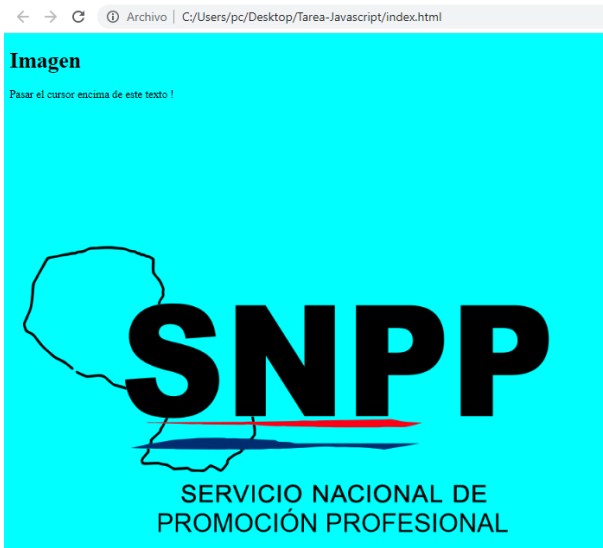 Archivo | C:/Users/pc/Desktop/Tarea-Javascript/index.html
Imagen
Pasar el cursor encima de este texto !
SNPP
SERVICIO NACIONAL DE
PROMOCIÓN PROFESIONAL